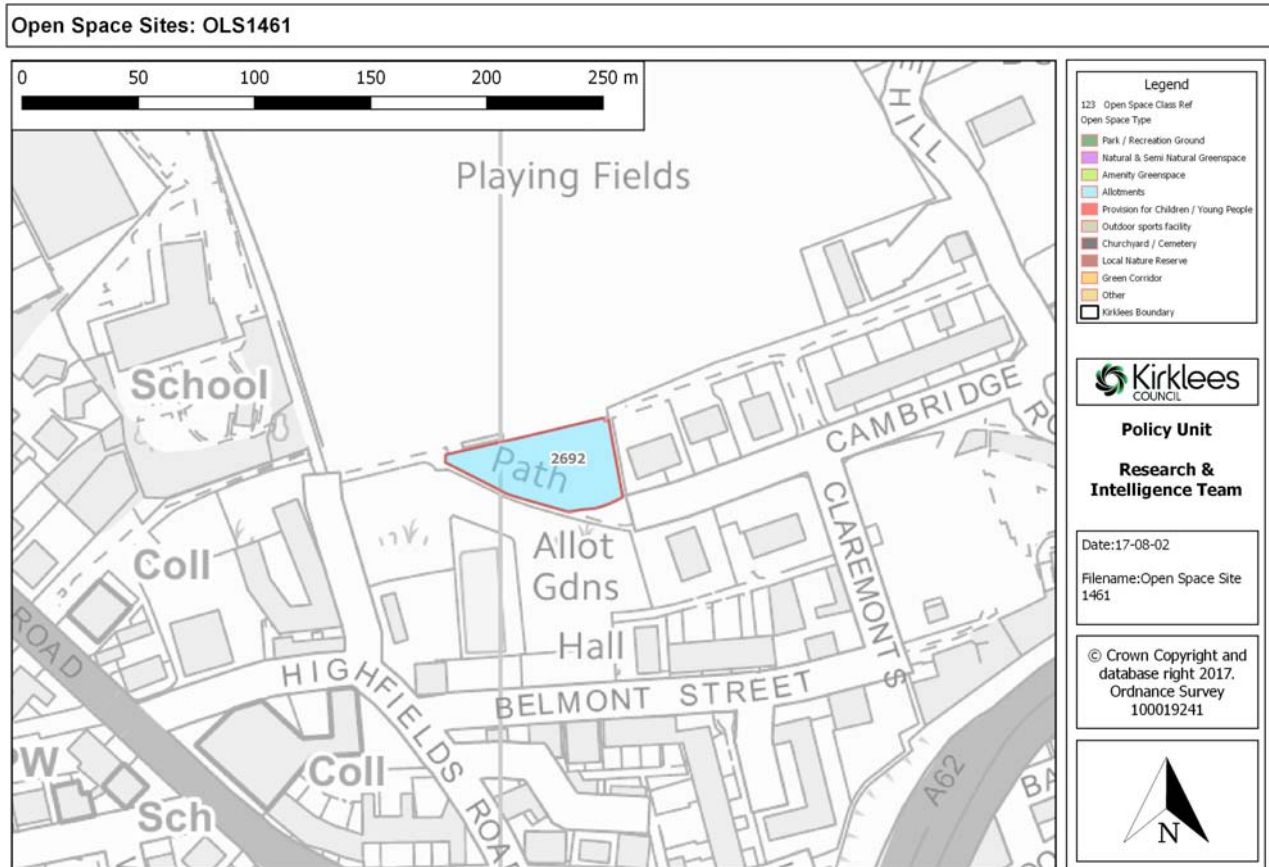 Open Space Sites: OLS1461
0 50 100 150 200 250 m
HILL
Playing Fields
School
CAMBRIDGE
2692
Path
Coll
Allot
Gdns
CLAREMONT S
Hall
ROAD
HIGHFIELDS ROAD
BELMONT STREET
PW
Coll
Sch
A62
BA
Legend
123 Open Space Class Ref
Open Space Type
Park / Recreation Ground
Natural & Semi Natural Greenspace
Amenity Greenspace
Allotments
Provision for Children / Young People
Outdoor sports facility
Churchyard / Cemetery
Local Nature Reserve
Green Corridor
Other
Kirklees Boundary
Kirklees
COUNCIL
Policy Unit
Research &
Intelligence Team
Date:17-08-02
Filename:Open Space Site
1461
© Crown Copyright and
database right 2017.
Ordnance Survey
100019241
N